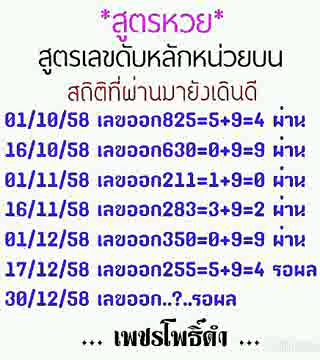 *สูตรหวย*
สูตรเลขดับหลักหน่วยบน
สถิติที่ผ่านมายังเดินดี
01/10/58 เลขออก825=5+9=4 ผ่าน
16/10/58 เลขออก630=0+9=9 ผ่าน
01/11/58 เลขออก211=1+9=0 ผ่าน
16/11/58 เลขออก283=3+9=2 ผ่าน
01/12/58 เลขออก350=0+9=9 ผ่าน
17/12/58 เลขออก255=5+9=4 รอผล
30/12/58 เลขออก..?..รอผล
... เพชรโพธิ์ดำ ...